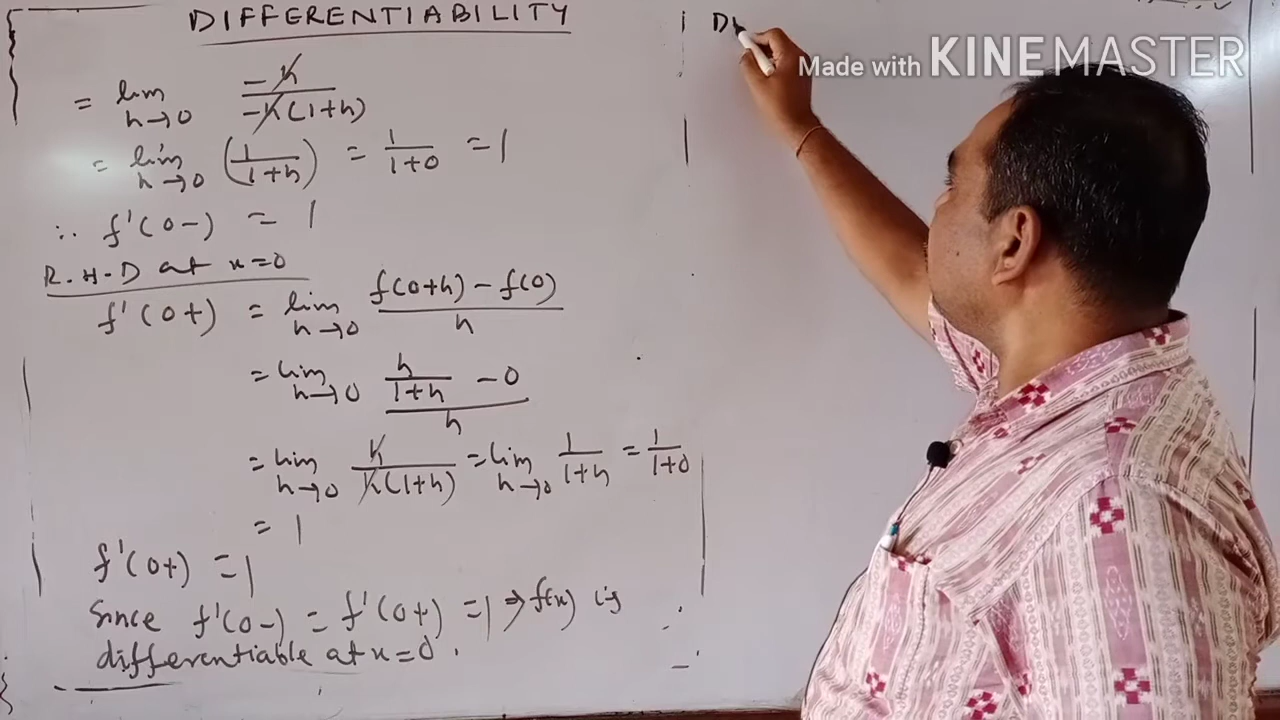 DIFFERENTIABILITY
= lim h→0 -h / -h(1+h)
= lim h→0 (1/1+h) = 1/1+0 = 1
∴ f'(0-) = 1
R.H.D at x=0
f'(0+) = lim h→0 f(0+h) - f(0) / h
= lim h→0 h/1+h - 0 / h
= lim h→0 h / h(1+h) = lim h→0 1/1+h = 1/1+0
= 1
f'(0+) = 1
Since f'(0-) = f'(0+) = 1 ⇒ f(x) is
differentiable at x=0.
Made with KINEMASTER